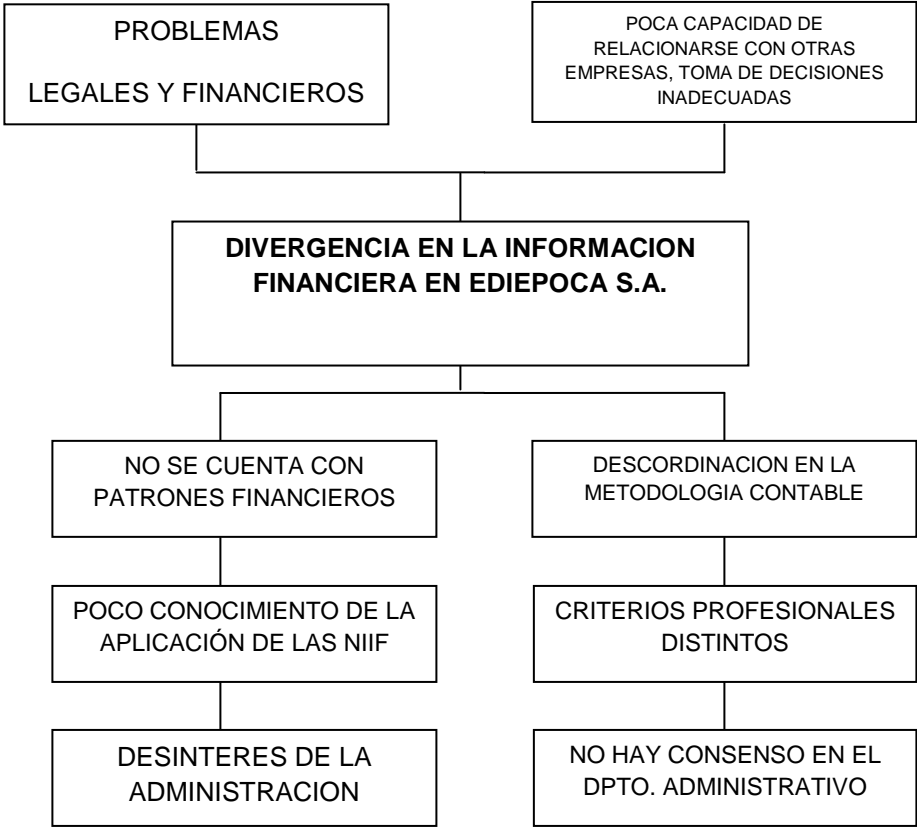 PROBLEMAS
LEGALES Y FINANCIEROS
POCA CAPACIDAD DE
RELACIONARSE CON OTRAS
EMPRESAS, TOMA DE DECISIONES
INADECUADAS
DIVERGENCIA EN LA INFORMACION
FINANCIERA EN EDIEPOCA S.A.
NO SE CUENTA CON
PATRONES FINANCIEROS
DESCORDINACION EN LA
METODOLOGIA CONTABLE
POCO CONOCIMIENTO DE LA
APLICACIÓN DE LAS NIIF
CRITERIOS PROFESIONALES
DISTINTOS
DESINTERES DE LA
ADMINISTRACION
NO HAY CONSENSO EN EL
DPTO. ADMINISTRATIVO